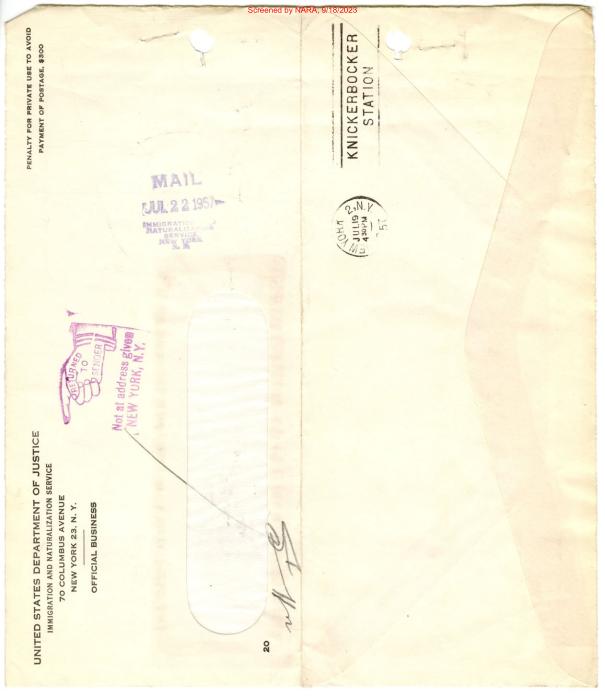 Screened by NARA, 9/18/2023
PENALTY FOR PRIVATE USE TO AVOID
PAYMENT OF POSTAGE, $300
MAIL
JUL 22 1957
IMMIGRATION
NATURALIZATION
SERVICE
NEW YORK
N. Y.
RETURNED
TO
SENDER
Not at address given
NEW YORK, N.Y.
UNITED STATES DEPARTMENT OF JUSTICE
IMMIGRATION AND NATURALIZATION SERVICE
70 COLUMBUS AVENUE
NEW YORK 23, N. Y.
OFFICIAL BUSINESS
20
KNICKERBOCKER
STATION
YORK 2, N.Y.
JUL 19
4 30 PM